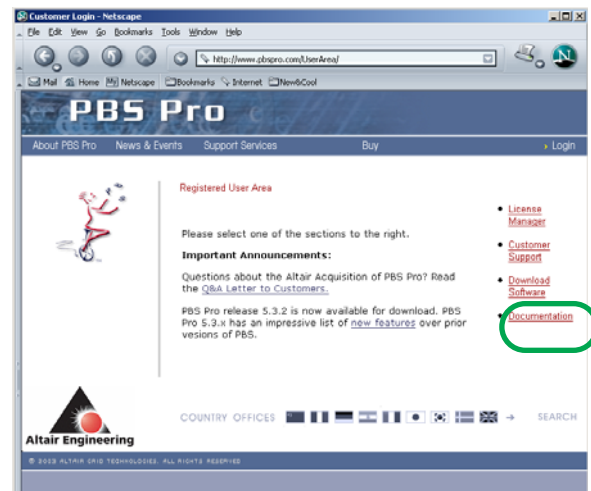 Customer Login - Netscape
File Edit View Go Bookmarks Tools Window Help
http://www.pbspro.com/UserArea/
Mail Home My Netscape Bookmarks Internet New&Cool
PBS Pro
About PBS Pro News & Events Support Services Buy Login
Registered User Area
Please select one of the sections to the right.
Important Announcements:
Questions about the Altair Acquisition of PBS Pro? Read
the Q&A Letter to Customers.
PBS Pro release 5.3.2 is now available for download. PBS
Pro 5.3.x has an impressive list of new features over prior
vesions of PBS.
License
Manager
Customer
Support
Download
Software
Documentation
Altair Engineering
COUNTRY OFFICES SEARCH
© 2003 ALTAIR GRID TECHNOLOGIES. ALL RIGHTS RESERVED